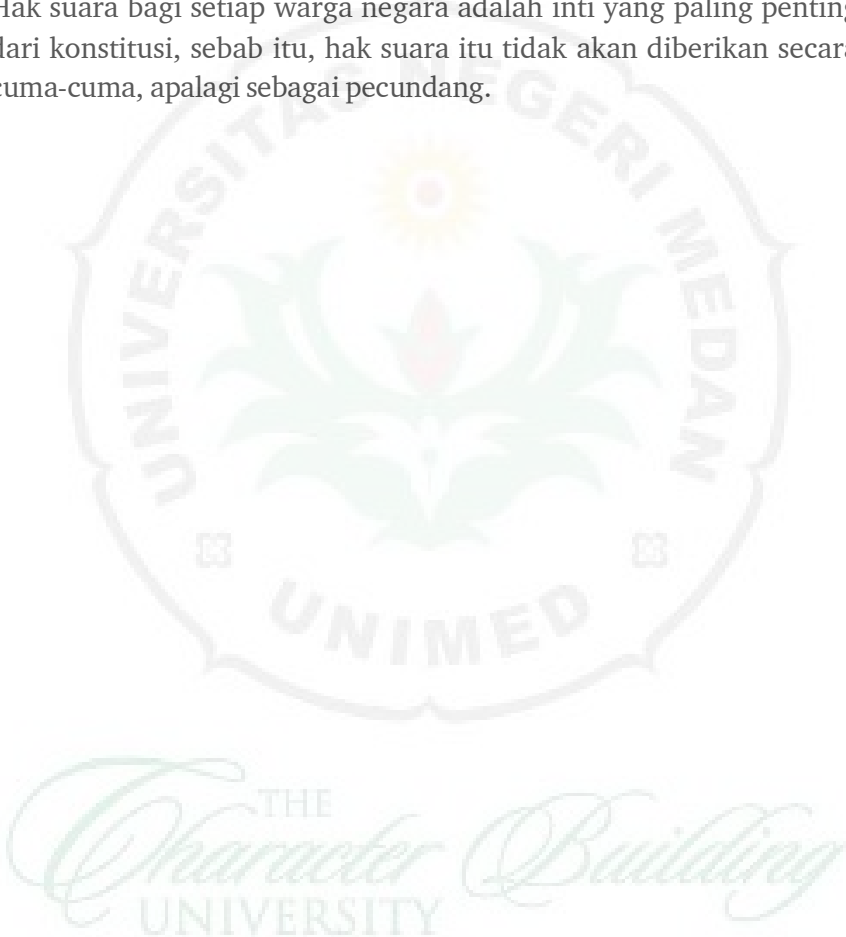 Hak suara bagi setiap warga negara adalah inti yang paling penting
dari konstitusi, sebab itu, hak suara itu tidak akan diberikan secara
cuma-cuma, apalagi sebagai pecundang.
UNIVERSITAS NEGERI MEDAN
UNIMED
THE
Character Building
UNIVERSITY